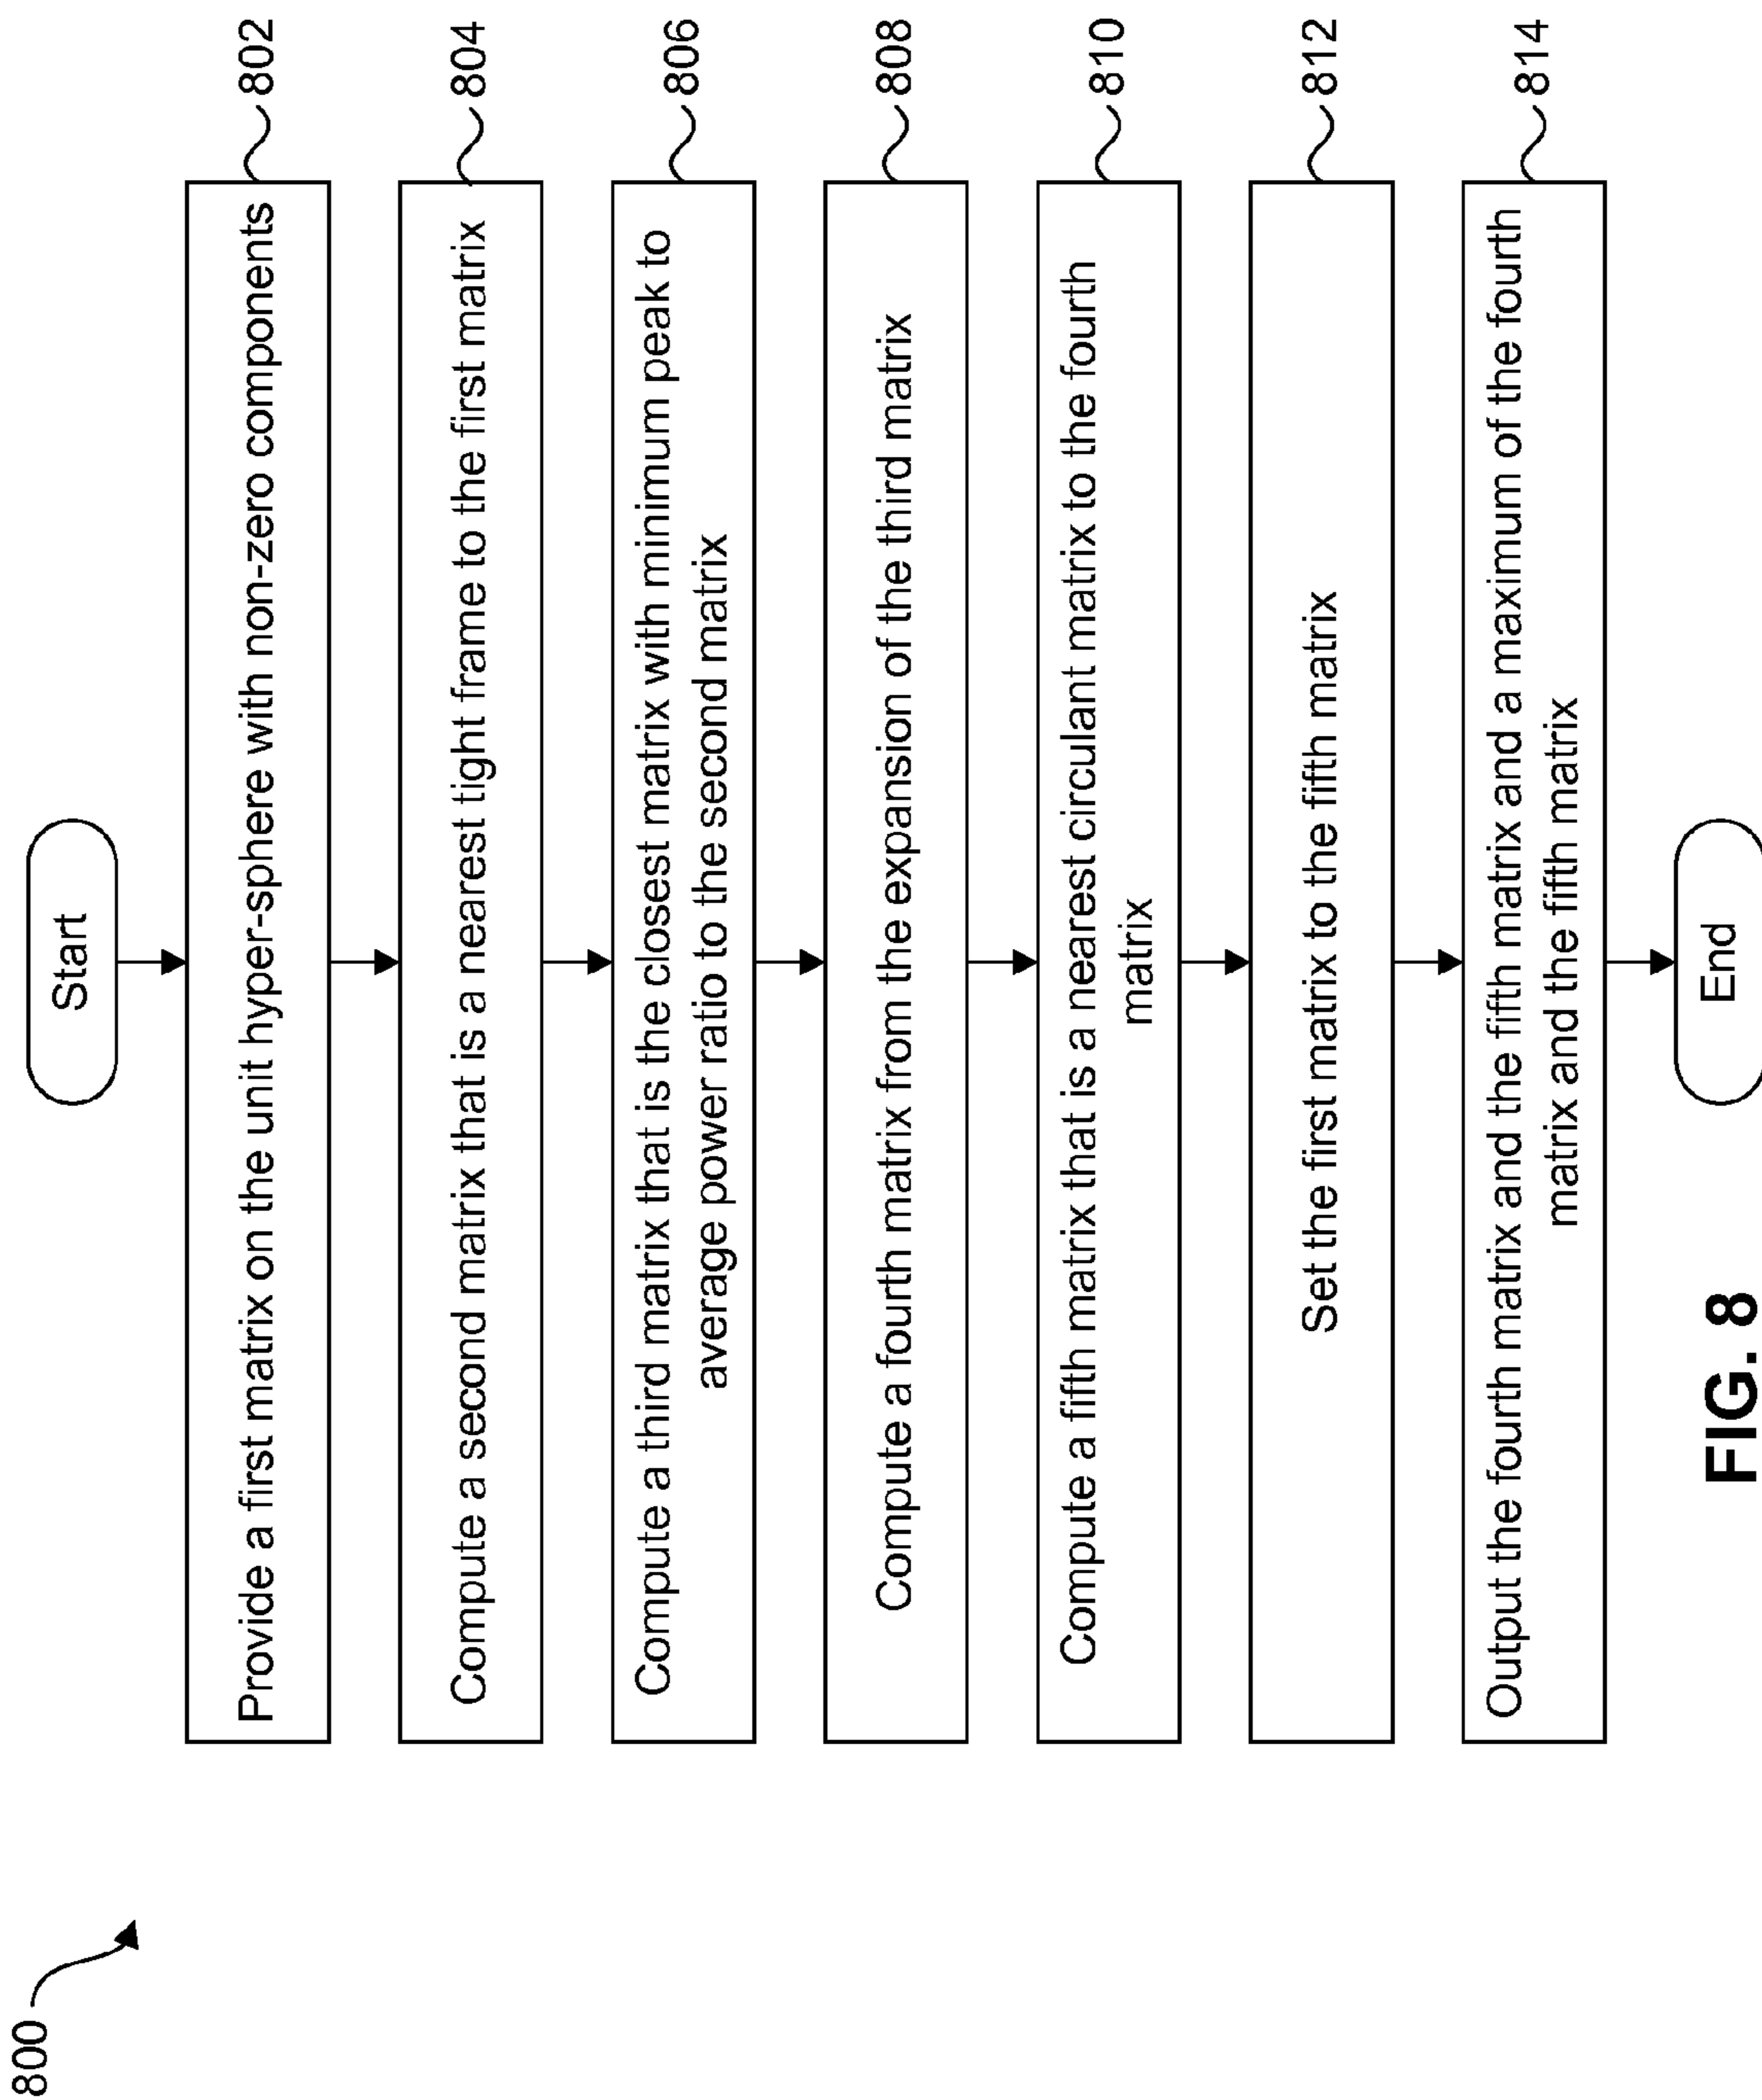 800
Start
Provide a first matrix on the unit hyper-sphere with non-zero components
802
Compute a second matrix that is a nearest tight frame to the first matrix
804
Compute a third matrix that is the closest matrix with minimum peak to
average power ratio to the second matrix
806
Compute a fourth matrix from the expansion of the third matrix
808
Compute a fifth matrix that is a nearest circulant matrix to the fourth
matrix
810
Set the first matrix to the fifth matrix
812
Output the fourth matrix and the fifth matrix and a maximum of the fourth
matrix and the fifth matrix
814
End
FIG. 8